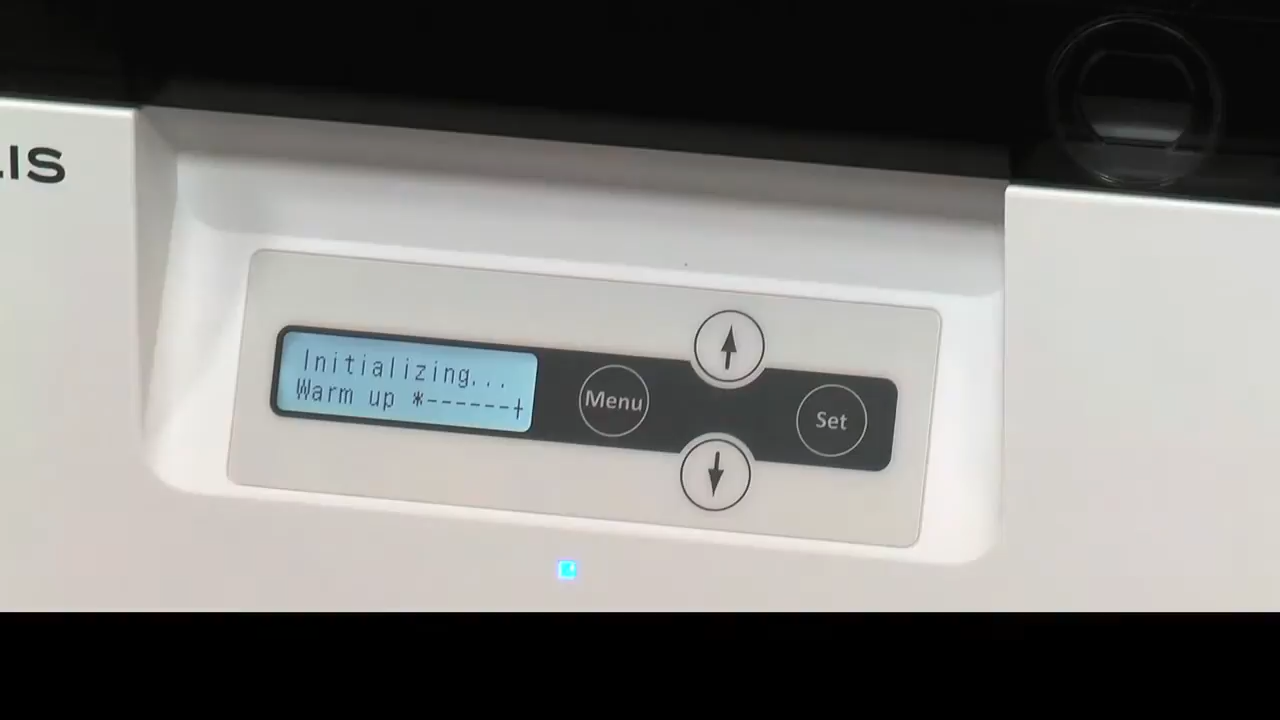 LIS
Initializing...
Warm up *------+
Menu
Set